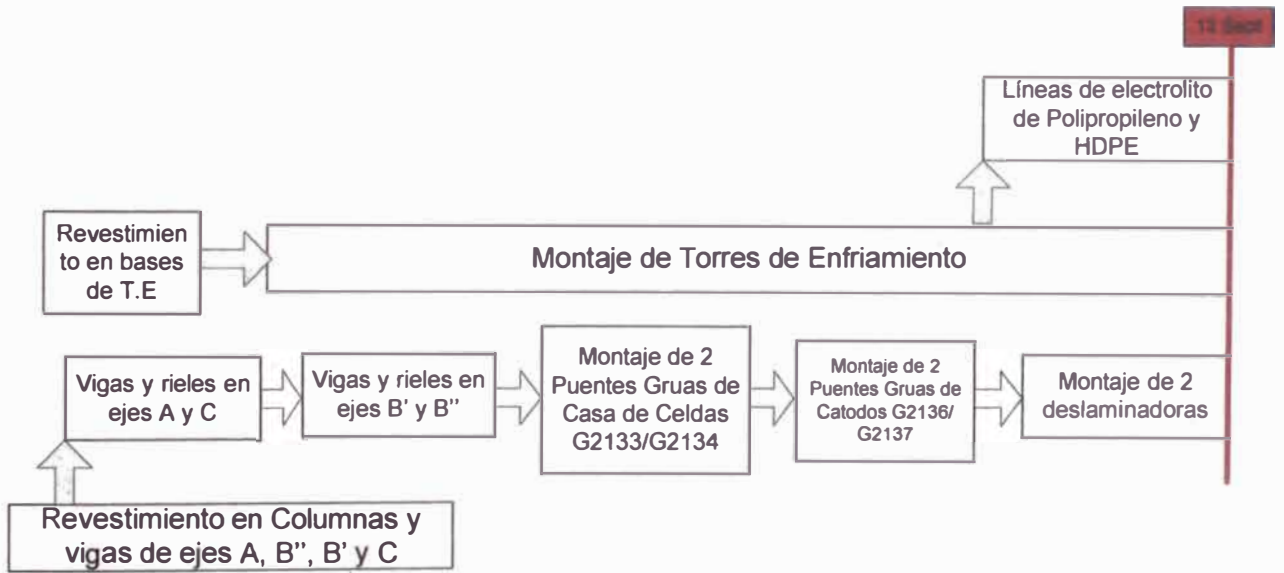 Líneas de electrolito
de Polipropileno y
HDPE
Revestimien
to en bases
de T.E
Montaje de Torres de Enfriamiento
Vigas y rieles en
ejes A y C
Vigas y rieles en
ejes B' y B''
Montaje de 2
Puentes Gruas de
Casa de Celdas
G2133/G2134
Montaje de 2
Puentes Gruas de
Catodos G2136/
G2137
Montaje de 2
deslaminadoras
Revestimiento en Columnas y
vigas de ejes A, B'', B' y C